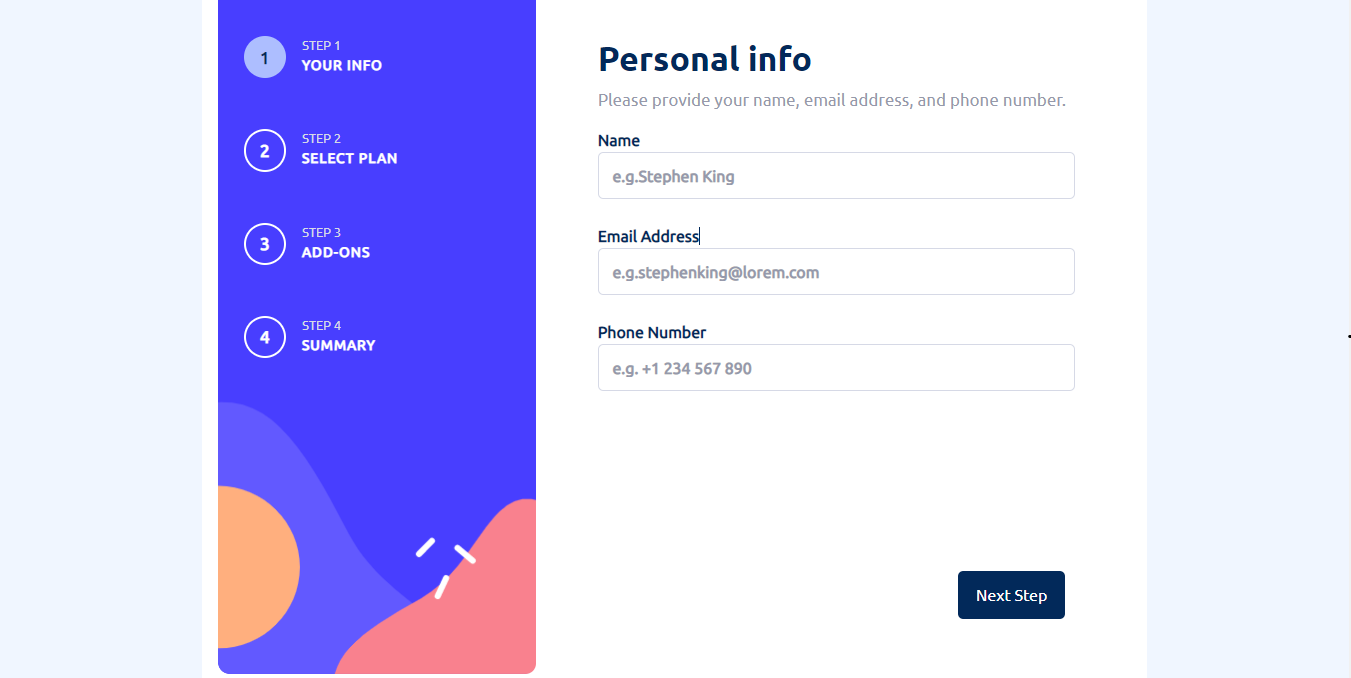 1
STEP 1
YOUR INFO
2
STEP 2
SELECT PLAN
3
STEP 3
ADD-ONS
4
STEP 4
SUMMARY
Personal info
Please provide your name, email address, and phone number.
Name
e.g.Stephen King
Email Address
e.g.stephenking@lorem.com
Phone Number
e.g. +1 234 567 890
Next Step